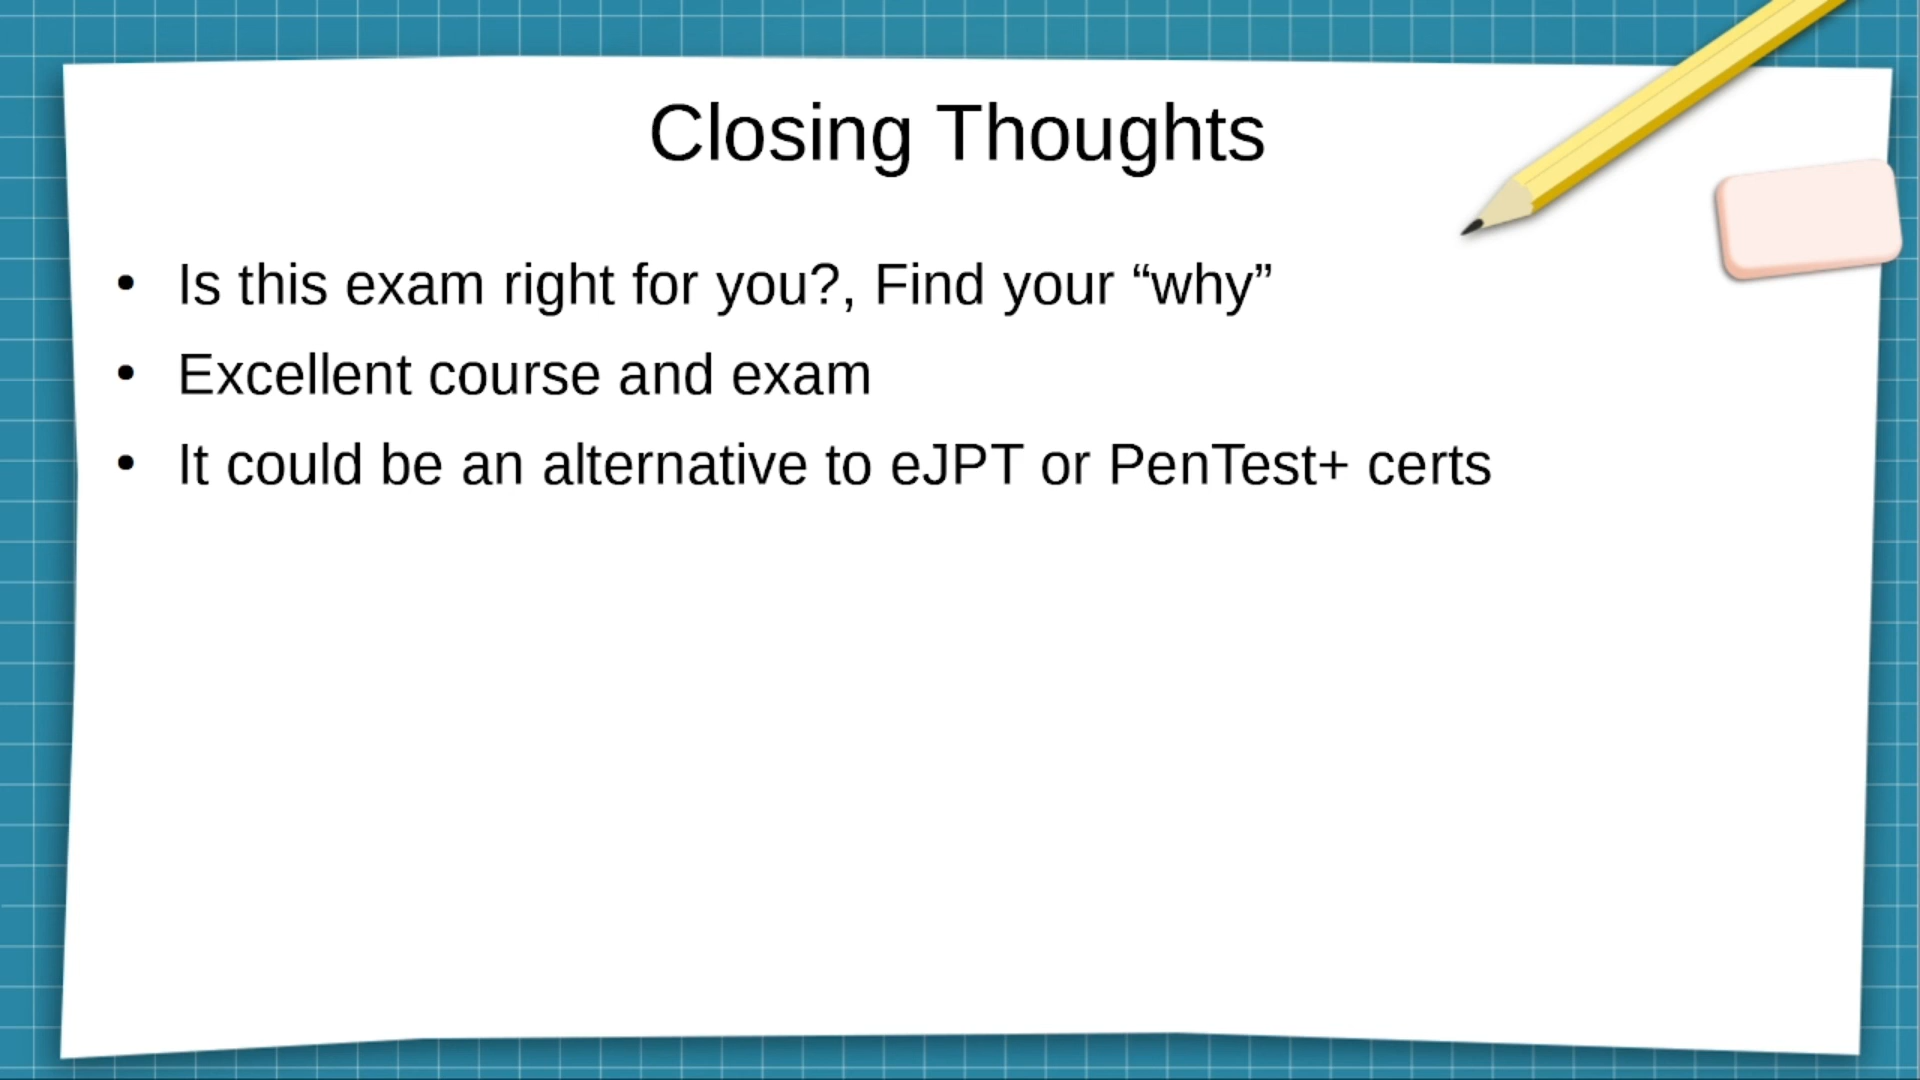 Closing Thoughts
• Is this exam right for you?, Find your “why”
• Excellent course and exam
• It could be an alternative to eJPT or PenTest+ certs